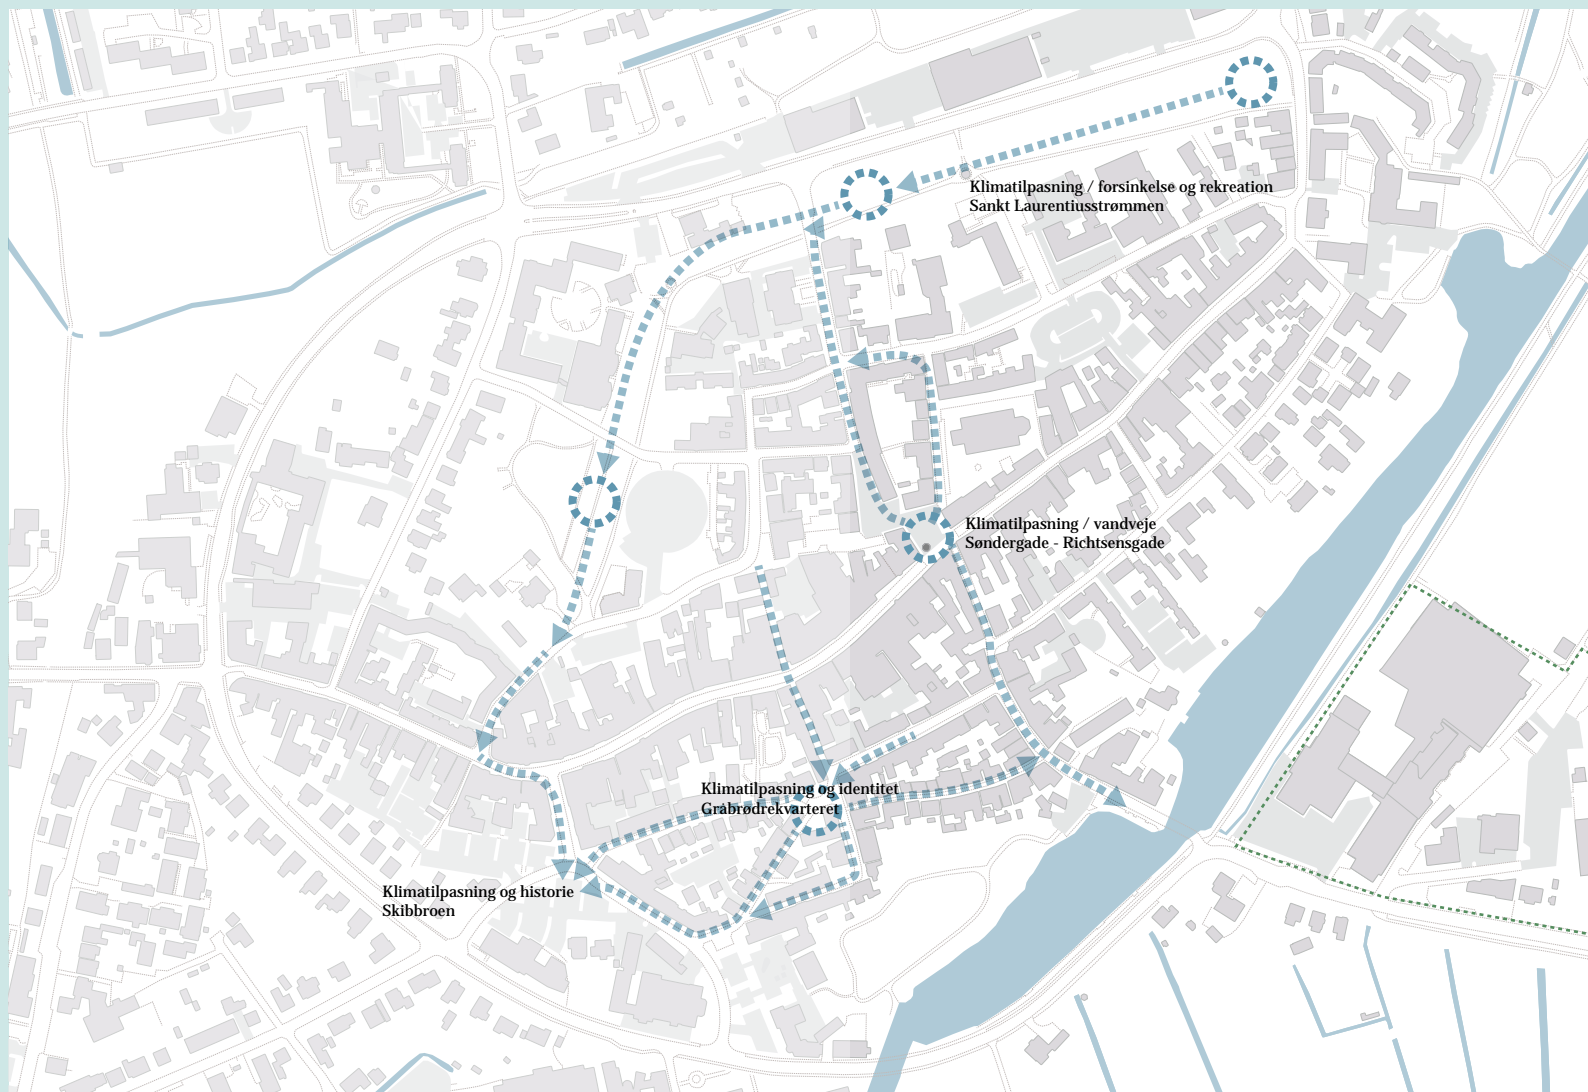 Klimatilpasning / forsinkelse og rekreation
Sankt Laurentiusstrømmen
Klimatilpasning / vandveje
Søndergade - Richtsensgade
Klimatilpasning og identitet
Gråbrødrekvarteret
Klimatilpasning og historie
Skibbroen